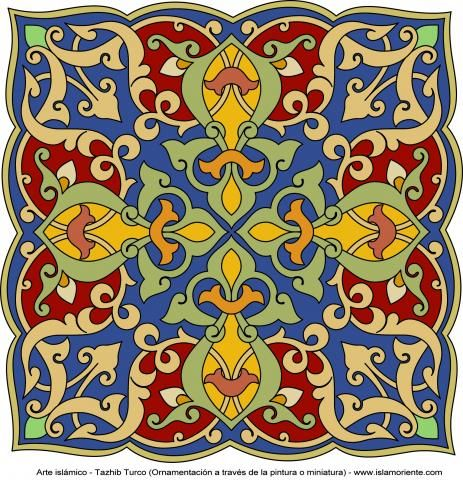 Arte islámico - Tazhib Turco (Ornamentación a través de la pintura o miniatura) - www.islamoriente.com